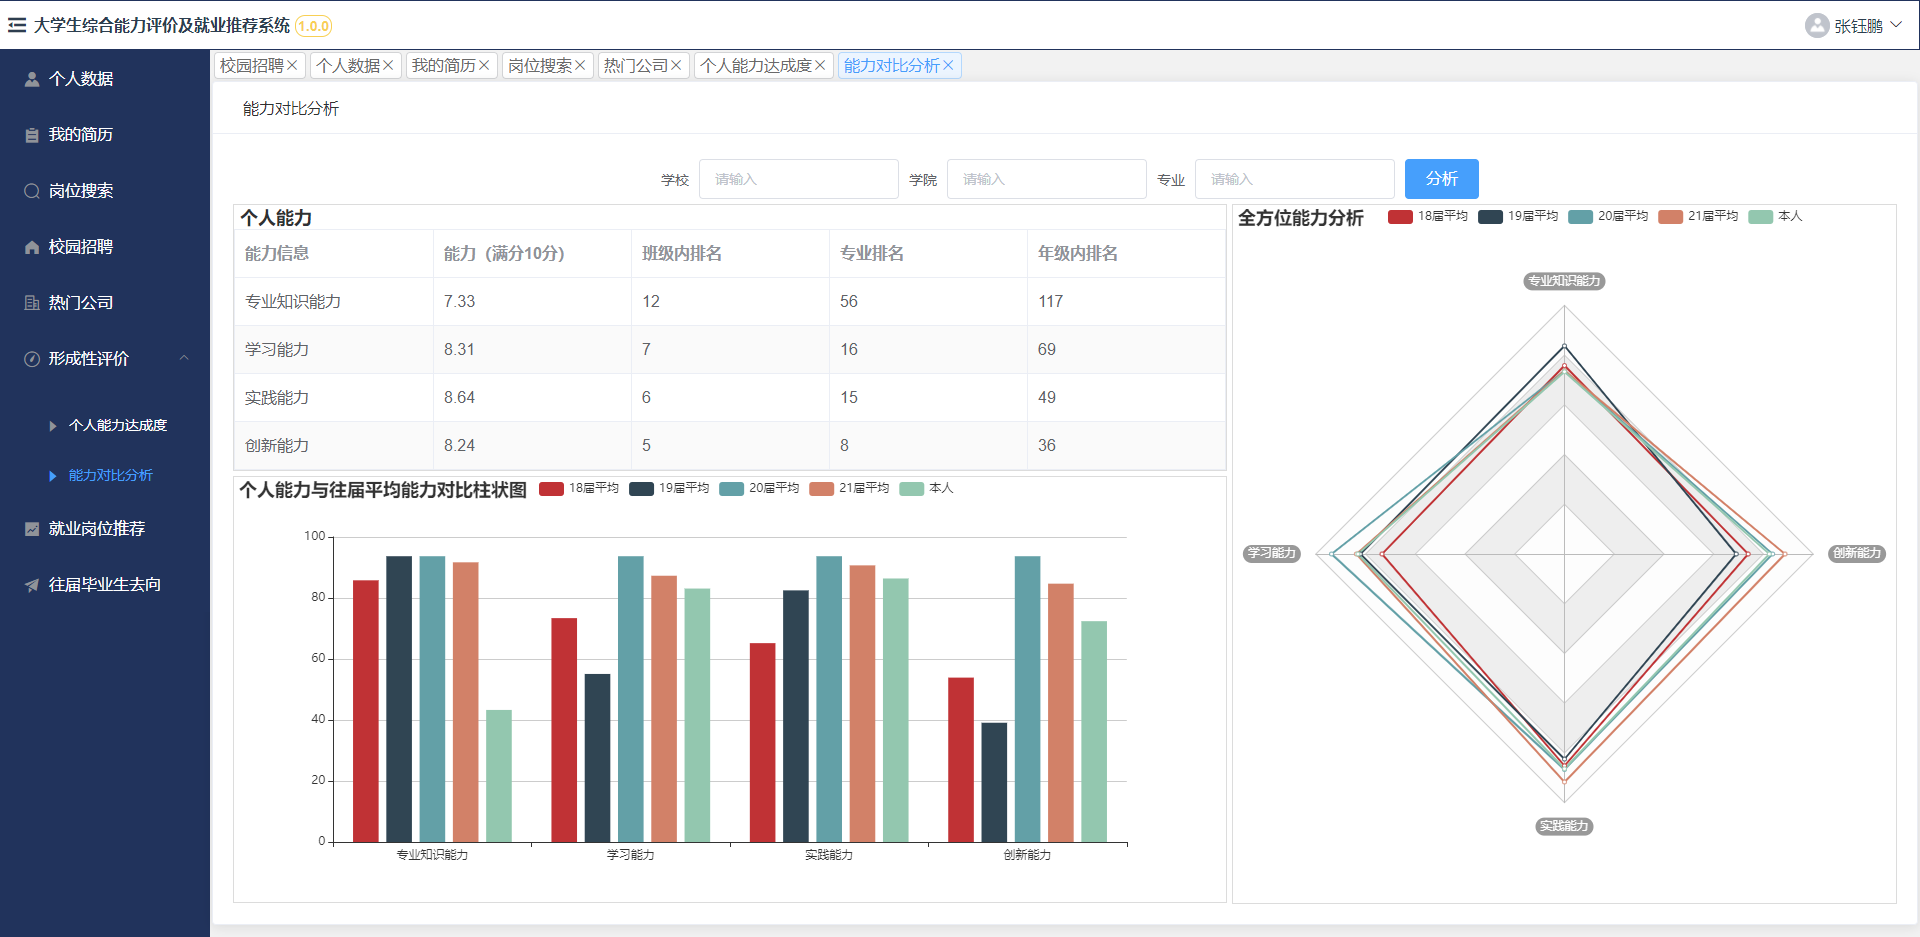 大学生综合能力评价及就业推荐系统 1.0.0
张钰鹏
个人数据
我的简历
岗位搜索
校园招聘
热门公司
形成性评价
个人能力达成度
能力对比分析
就业岗位推荐
往届毕业生去向
校园招聘 个人数据 我的简历 岗位搜索 热门公司 个人能力达成度 能力对比分析
能力对比分析
学校 请输入 学院 请输入 专业 请输入 分析
个人能力
能力信息 能力（满分10分） 班级内排名 专业排名 年级内排名
专业知识能力 7.33 12 56 117
学习能力 8.31 7 16 69
实践能力 8.64 6 15 49
创新能力 8.24 5 8 36
个人能力与往届平均能力对比柱状图 18届平均 19届平均 20届平均 21届平均 本人
100
80
60
40
20
0
专业知识能力 学习能力 实践能力 创新能力
全方位能力分析 18届平均 19届平均 20届平均 21届平均 本人
专业知识能力
学习能力
创新能力
实践能力